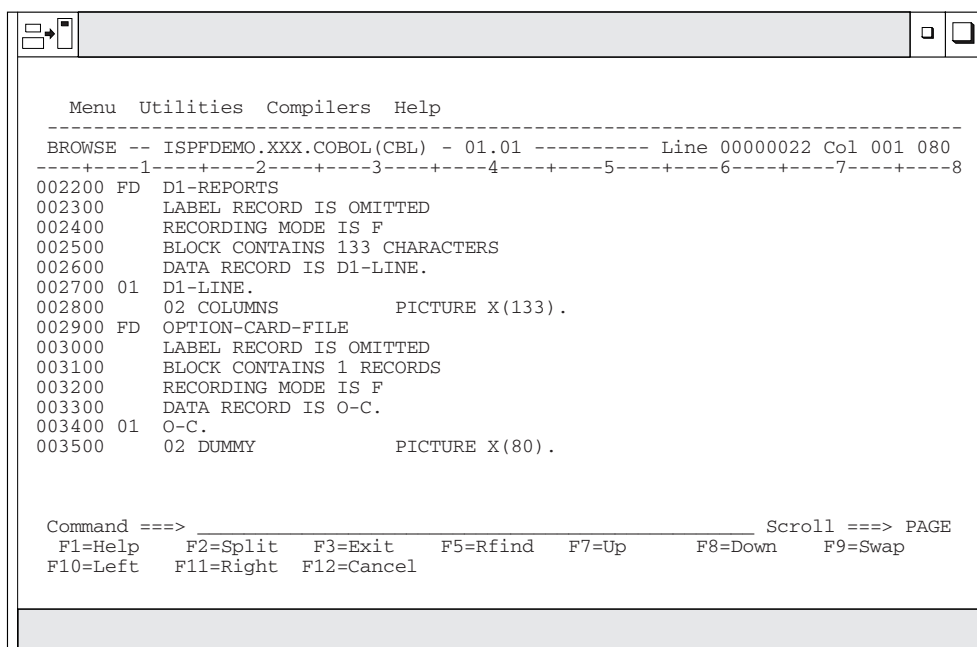 Menu  Utilities  Compilers  Help
-------------------------------------------------------------------------------
BROWSE -- ISPFDEMO.XXX.COBOL(CBL) - 01.01 ---------- Line 00000022 Col 001 080
----+----1----+----2----+----3----+----4----+----5----+----6----+----7----+----8
002200 FD  D1-REPORTS
002300     LABEL RECORD IS OMITTED
002400     RECORDING MODE IS F
002500     BLOCK CONTAINS 133 CHARACTERS
002600     DATA RECORD IS D1-LINE.
002700 01  D1-LINE.
002800     02 COLUMNS          PICTURE X(133).
002900 FD  OPTION-CARD-FILE
003000     LABEL RECORD IS OMITTED
003100     BLOCK CONTAINS 1 RECORDS
003200     RECORDING MODE IS F
003300     DATA RECORD IS O-C.
003400 01  O-C.
003500     02 DUMMY            PICTURE X(80).
Command ===> ________________________________________________ Scroll ===> PAGE
F1=Help    F2=Split   F3=Exit    F5=Rfind   F7=Up      F8=Down    F9=Swap
F10=Left   F11=Right  F12=Cancel